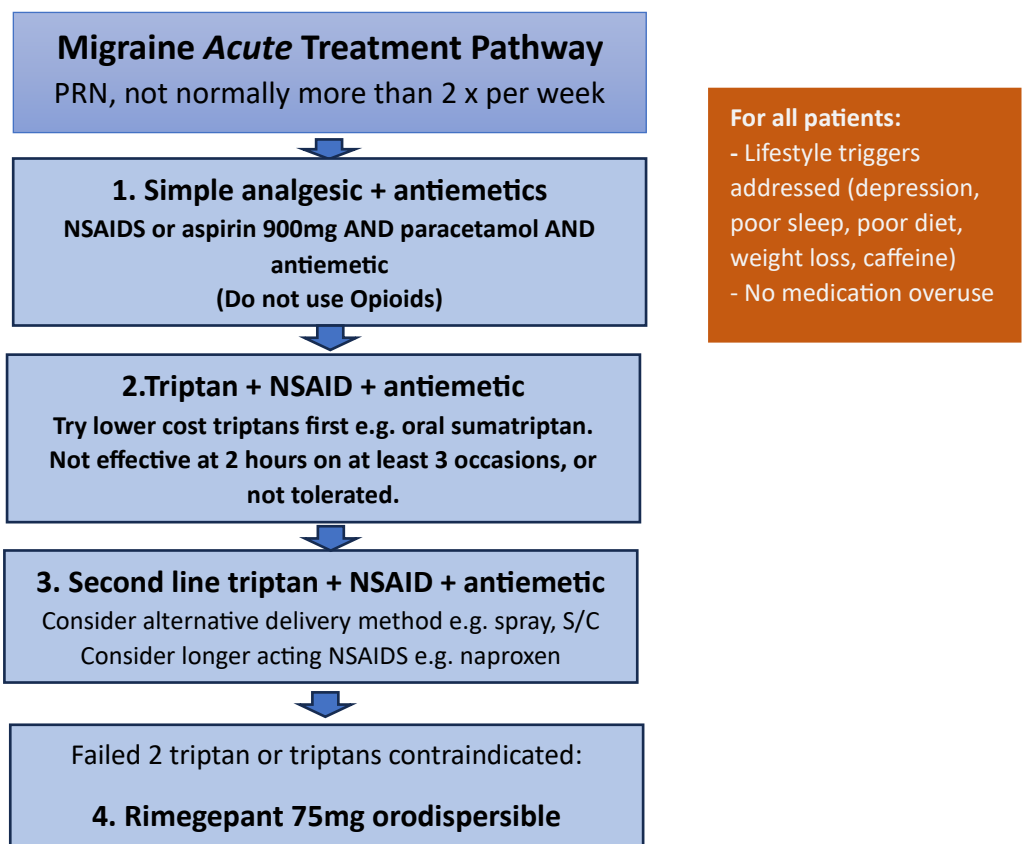 Migraine Acute Treatment Pathway
PRN, not normally more than 2 x per week
For all patients:
- Lifestyle triggers
addressed (depression,
poor sleep, poor diet,
weight loss, caffeine)
- No medication overuse
1. Simple analgesic + antiemetics
NSAIDS or aspirin 900mg AND paracetamol AND
antiemetic
(Do not use Opioids)
2.Triptan + NSAID + antiemetic
Try lower cost triptans first e.g. oral sumatriptan.
Not effective at 2 hours on at least 3 occasions, or
not tolerated.
3. Second line triptan + NSAID + antiemetic
Consider alternative delivery method e.g. spray, S/C
Consider longer acting NSAIDS e.g. naproxen
Failed 2 triptan or triptans contraindicated:
4. Rimegepant 75mg orodispersible